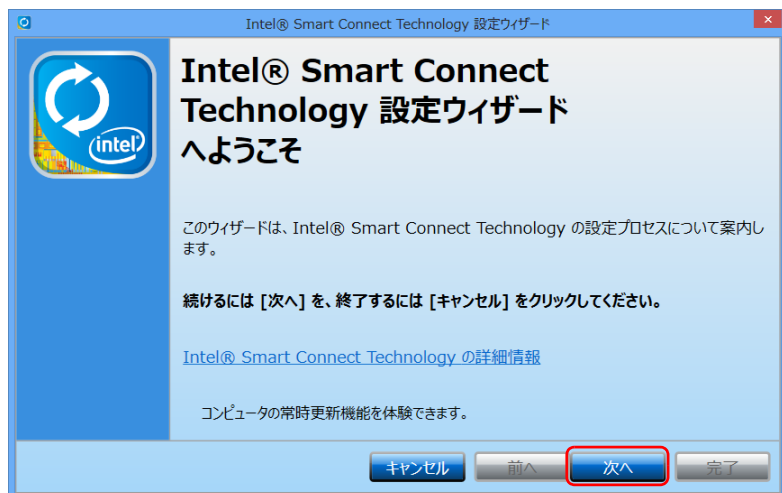 Intel® Smart Connect Technology 設定ウィザード
Intel® Smart Connect
Technology 設定ウィザード
へようこそ
intel
このウィザードは、Intel® Smart Connect Technology の設定プロセスについて案内し
ます。
続けるには [次へ] を、終了するには [キャンセル] をクリックしてください。
Intel® Smart Connect Technology の詳細情報
コンピュータの常時更新機能を体験できます。
キャンセル 前へ 次へ 完了